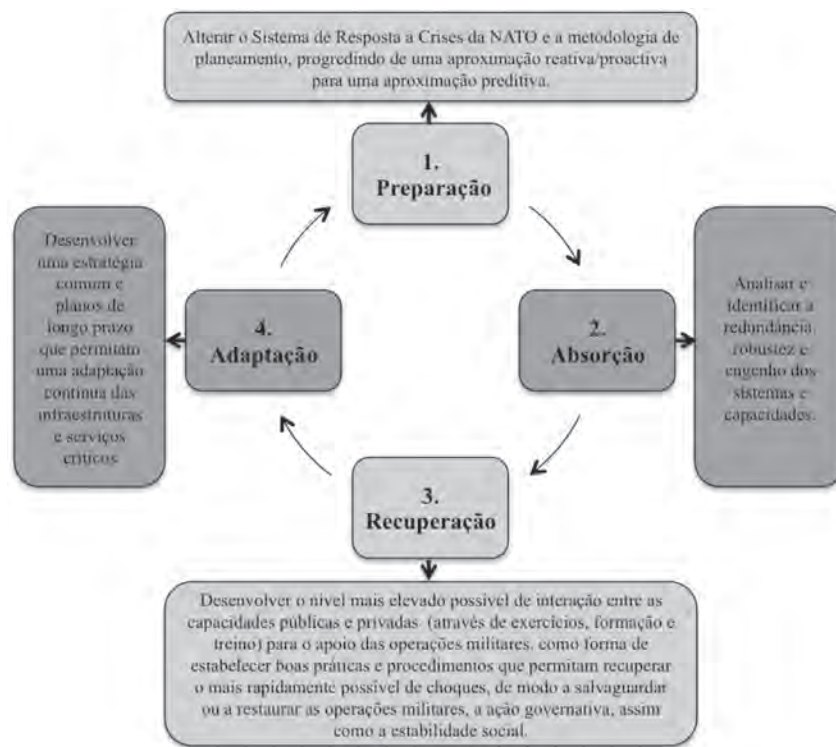 Alterar o Sistema de Resposta a Crises da NATO e a metodologia de
planeamento, progredindo de uma aproximação reativa/proactiva
para uma aproximação preditiva.
1.
Preparação
2.
Absorção
Analisar e
identificar a
redundância,
robustez e
engenho dos
sistemas e
capacidades.
3.
Recuperação
Desenvolver o nível mais elevado possível de interação entre as
capacidades públicas e privadas (através de exercícios, formação e
treino) para o apoio das operações militares, como forma de
estabelecer boas práticas e procedimentos que permitam recuperar
o mais rapidamente possível de choques, de modo a salvaguardar
ou a restaurar as operações militares, a ação governativa, assim
como a estabilidade social.
4.
Adaptação
Desenvolver
uma estratégia
comum e
planos de
longo prazo
que permitam
uma adaptação
contínua das
infraestruturas
e serviços
críticos